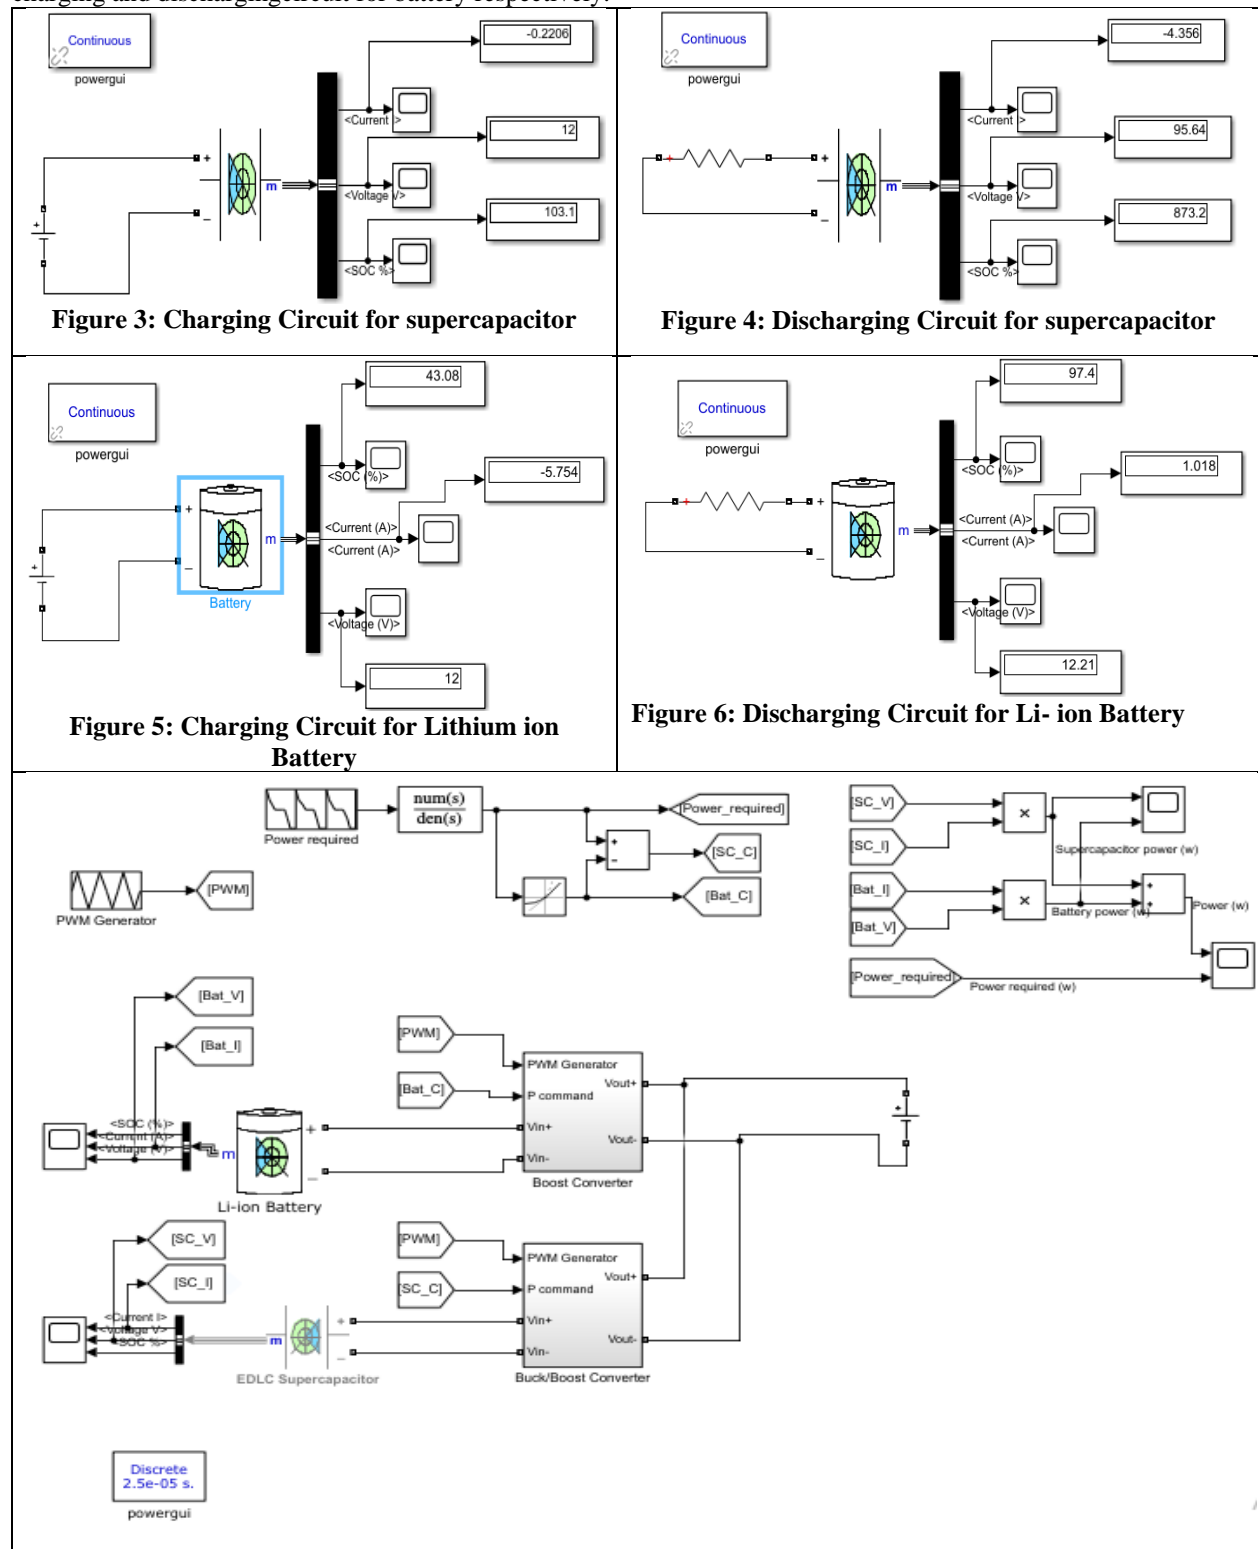 charging and dischargingcircuit for battery respectively.
Continuous
powergui
-0.2206
<Current I>
12
<Voltage V>
103.1
<SOC %>
+
m
_
+
Figure 3: Charging Circuit for supercapacitor
Continuous
powergui
-4.356
<Current I>
95.64
<Voltage V>
873.2
<SOC %>
+
+
m
_
Figure 4: Discharging Circuit for supercapacitor
Continuous
powergui
43.08
<SOC (%)>
-5.754
<Current (A)>
<Current (A)>
<Voltage (V)>
12
+
m
_
+
Battery
Figure 5: Charging Circuit for Lithium ion
Battery
Continuous
powergui
97.4
<SOC (%)>
1.018
<Current (A)>
<Current (A)>
<Voltage (V)>
12.21
+
+
m
_
Figure 6: Discharging Circuit for Li- ion Battery
Power required
num(s)
den(s)
[Power_required]
+
−
[SC_C]
[Bat_C]
PWM Generator
[PWM]
[SC_V]
[SC_I]
×
Supercapacitor power (w)
[Bat_I]
[Bat_V]
×
Battery power (w)
+
+
Power (w)
[Power_required]
Power required (w)
[Bat_V]
[Bat_I]
<SOC (%)>
<Current (A)>
<Voltage (V)>
m
+
_
Li-ion Battery
[PWM]
[Bat_C]
PWM Generator
P command
Vin+
Vin-
Vout+
Vout-
Boost Converter
+
[SC_V]
[SC_I]
<Current I>
<Voltage V>
<SOC %>
m
+
_
EDLC Supercapacitor
[PWM]
[SC_C]
PWM Generator
P command
Vin+
Vin-
Vout+
Vout-
Buck/Boost Converter
Discrete
2.5e-05 s.
powergui